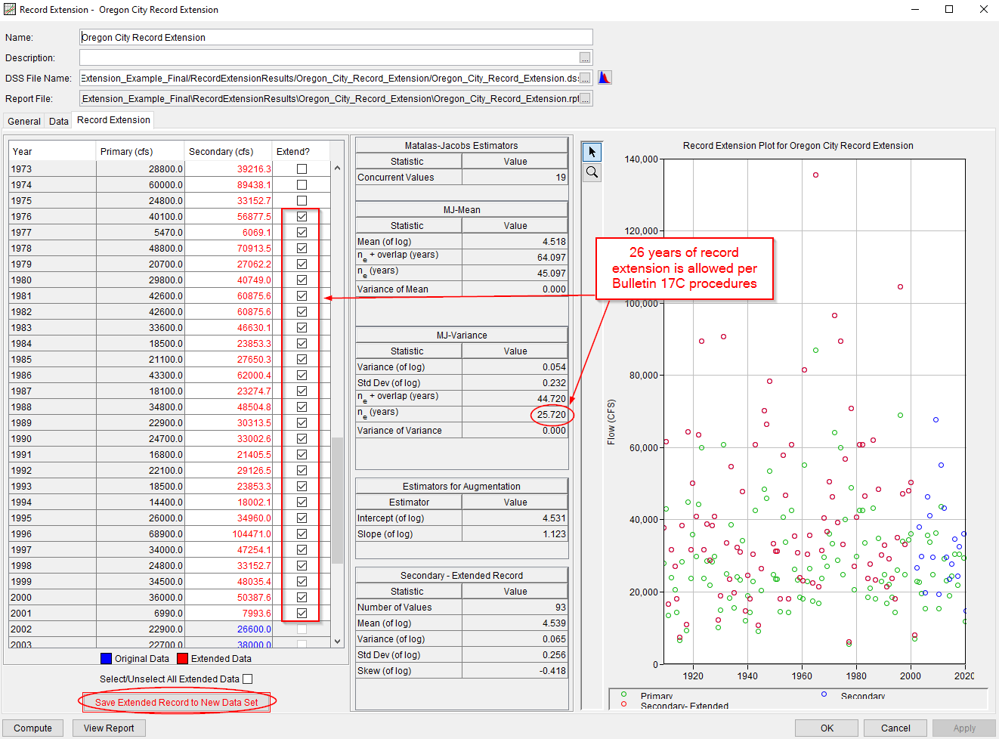 Record Extension -  Oregon City Record Extension
Name: Oregon City Record Extension
Description: ...
DSS File Name: Extension_Example_Final/RecordExtensionResults/Oregon_City_Record_Extension/Oregon_City_Record_Extension.dss ...
Report File: _Extension_Example_Final\RecordExtensionResults\Oregon_City_Record_Extension\Oregon_City_Record_Extension.rpt ...
General Data Record Extension
Year Primary (cfs) Secondary (cfs) Extend?
1973 28800.0 39216.3
1974 60000.0 89438.1
1975 24800.0 33152.7
1976 40100.0 56877.5
1977 5470.0 6069.1
1978 48800.0 70913.5
1979 20700.0 27062.2
1980 29800.0 40749.0
1981 42600.0 60875.6
1982 42600.0 60875.6
1983 33600.0 46630.1
1984 18500.0 23853.3
1985 21100.0 27650.3
1986 43300.0 62000.4
1987 18100.0 23274.7
1988 34800.0 48504.8
1989 22900.0 30313.5
1990 24700.0 33002.6
1991 16800.0 21405.5
1992 22100.0 29126.5
1993 18500.0 23853.3
1994 14400.0 18002.1
1995 26000.0 34960.0
1996 68900.0 104471.0
1997 34000.0 47254.1
1998 24800.0 33152.7
1999 34500.0 48035.4
2000 36000.0 50387.6
2001 6990.0 7993.6
2002 22900.0 26600.0
2003 22700.0 38000.0
Original Data Extended Data
Select/Unselect All Extended Data
Save Extended Record to New Data Set
Matalas-Jacobs Estimators
Statistic Value
Concurrent Values 19
MJ-Mean
Statistic Value
Mean (of log) 4.518
ne + overlap (years) 64.097
ne (years) 45.097
Variance of Mean 0.000
MJ-Variance
Statistic Value
Variance (of log) 0.054
Std Dev (of log) 0.232
ne + overlap (years) 44.720
ne (years) 25.720
Variance of Variance 0.000
Estimators for Augmentation
Estimator Value
Intercept (of log) 4.531
Slope (of log) 1.123
Secondary - Extended Record
Statistic Value
Number of Values 93
Mean (of log) 4.539
Variance (of log) 0.065
Std Dev (of log) 0.256
Skew (of log) -0.418
26 years of record
extension is allowed per
Bulletin 17C procedures
Record Extension Plot for Oregon City Record Extension
140,000
120,000
100,000
80,000
60,000
40,000
20,000
0
Flow (CFS)
1920 1940 1960 1980 2000 2020
Primary Secondary
Secondary- Extended
Compute View Report OK Cancel Apply